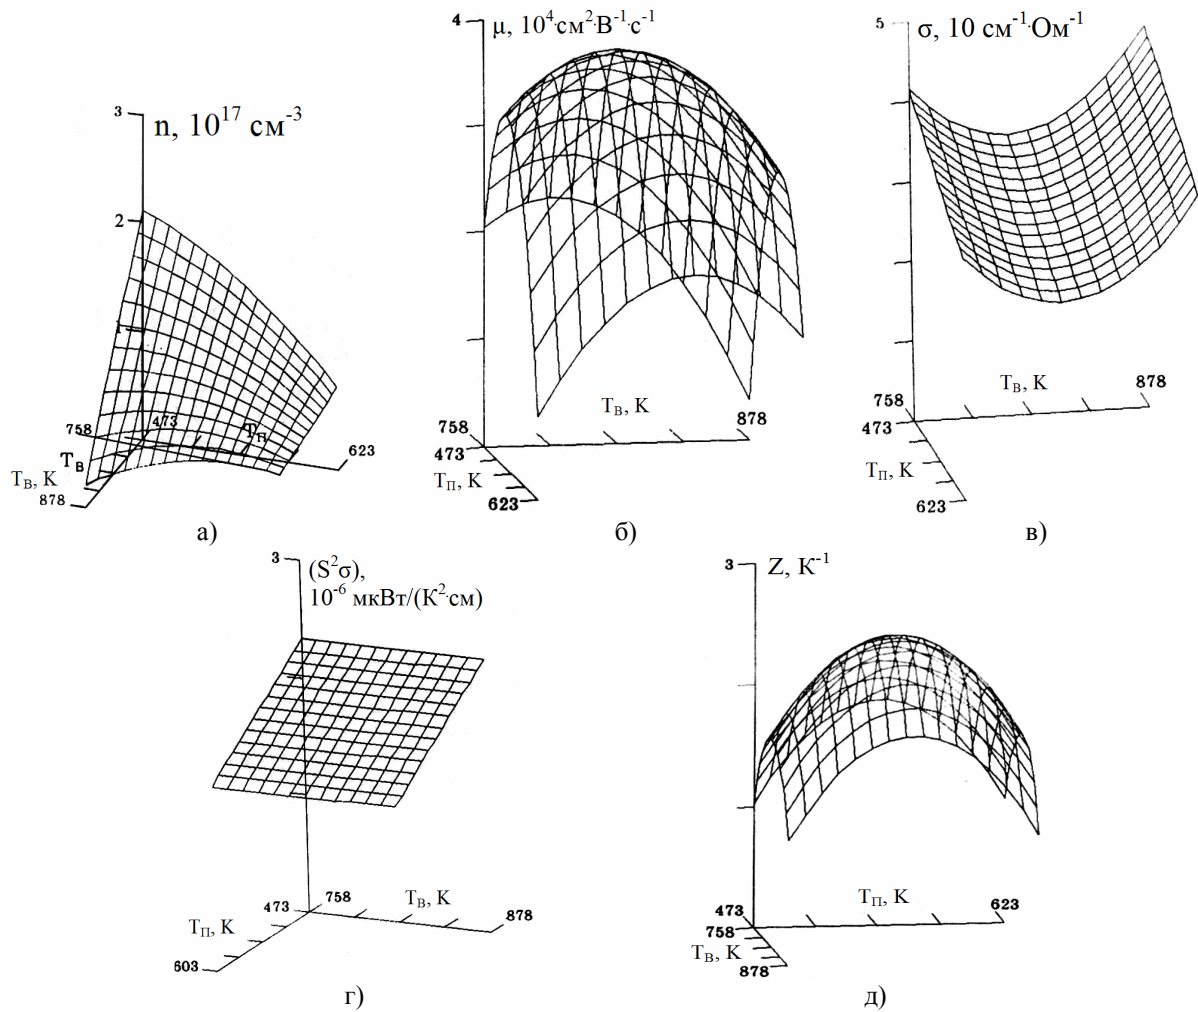 3
n, 10¹⁷ см⁻³
2
1
758
473
Tп
623
Tв
Tв, К
878
а)
4
μ, 10⁴·см²·В⁻¹·с⁻¹
Tв, К
878
758
473
Tп, К
623
б)
5
σ, 10 см⁻¹·Ом⁻¹
Tв, К
878
758
473
Tп, К
623
в)
3
(S²σ),
10⁻⁶ мкВт/(К²·см)
473
758
Tв, К
878
Tп, К
603
г)
3
Z, К⁻¹
Tп, К
623
473
758
Tв, К
878
д)